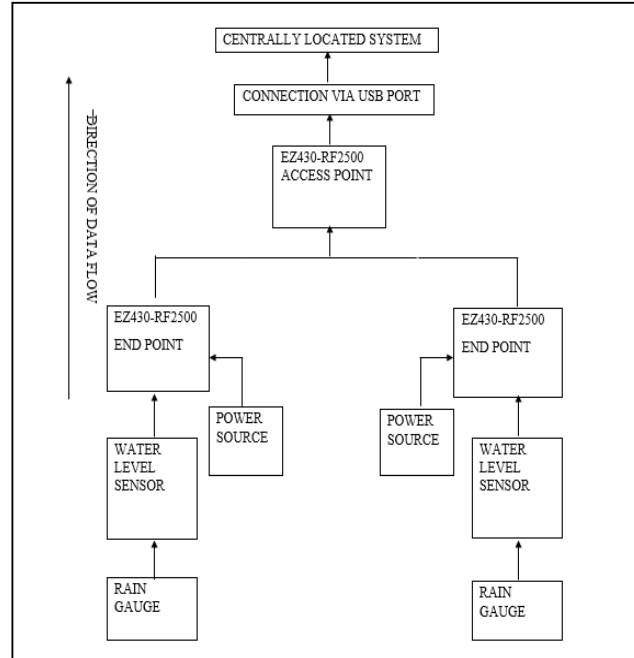 CENTRALLY LOCATED SYSTEM
CONNECTION VIA USB PORT
EZ430-RF2500
ACCESS POINT
DIRECTION OF DATA FLOW
EZ430-RF2500
END POINT
EZ430-RF2500
END POINT
POWER
SOURCE
POWER
SOURCE
WATER
LEVEL
SENSOR
WATER
LEVEL
SENSOR
RAIN
GAUGE
RAIN
GAUGE